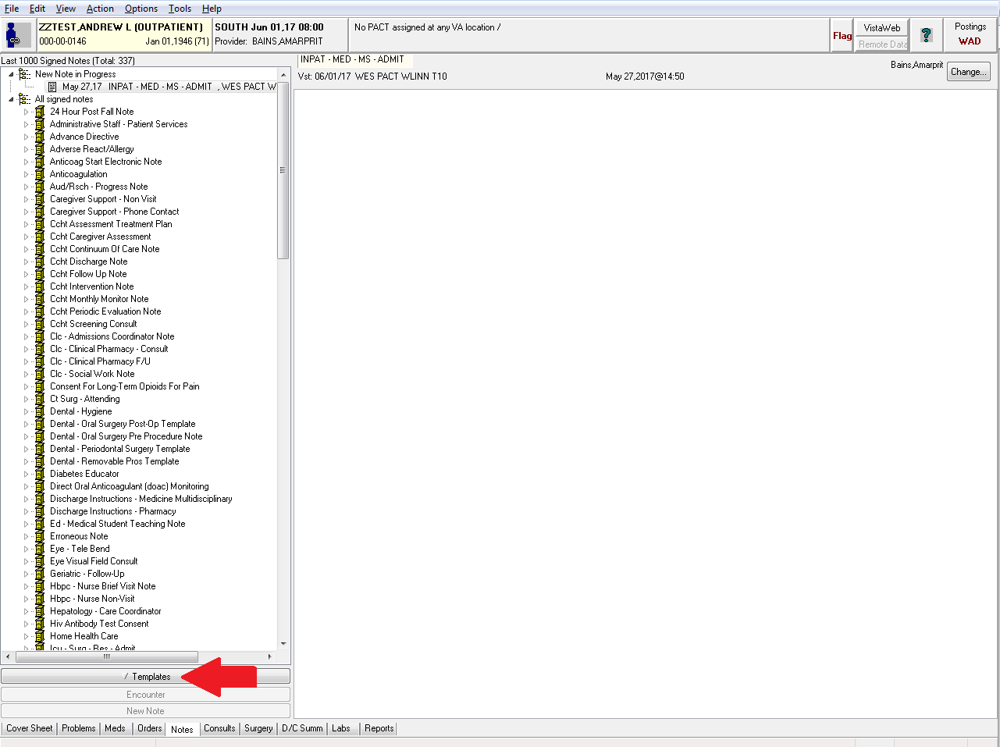 File Edit View Action Options Tools Help
ZZTEST,ANDREW L (OUTPATIENT) SOUTH Jun 01,17 08:00 No PACT assigned at any VA location / Flag VistaWeb ? Postings
000-00-0146 Jan 01,1946 (71) Provider: BAINS,AMARPRIT Remote Data WAD
Last 1000 Signed Notes (Total: 337)
INPAT - MED - MS - ADMIT Bains,Amarprit Change...
Vst: 06/01/17 WES PACT WLINN T10 May 27,2017@14:50
New Note in Progress
May 27,17 INPAT - MED - MS - ADMIT , WES PACT W
All signed notes
24 Hour Post Fall Note
Administrative Staff - Patient Services
Advance Directive
Adverse React/Allergy
Anticoag Start Electronic Note
Anticoagulation
Aud/Rsch - Progress Note
Caregiver Support - Non Visit
Caregiver Support - Phone Contact
Ccht Assessment Treatment Plan
Ccht Caregiver Assessment
Ccht Continuum Of Care Note
Ccht Discharge Note
Ccht Follow Up Note
Ccht Intervention Note
Ccht Monthly Monitor Note
Ccht Periodic Evaluation Note
Ccht Screening Consult
Clc - Admissions Coordinator Note
Clc - Clinical Pharmacy - Consult
Clc - Clinical Pharmacy F/U
Clc - Social Work Note
Consent For Long-Term Opioids For Pain
Ct Surg - Attending
Dental - Hygiene
Dental - Oral Surgery Post-Op Template
Dental - Oral Surgery Pre Procedure Note
Dental - Periodontal Surgery Template
Dental - Removable Pros Template
Diabetes Educator
Direct Oral Anticoagulant (doac) Monitoring
Discharge Instructions - Medicine Multidisciplinary
Discharge Instructions - Pharmacy
Ed - Medical Student Teaching Note
Erroneous Note
Eye - Tele Bend
Eye Visual Field Consult
Geriatric - Follow-Up
Hbpc - Nurse Brief Visit Note
Hbpc - Nurse Non-Visit
Hepatology - Care Coordinator
Hiv Antibody Test Consent
Home Health Care
Icu - Surg - Res - Admit
Templates
Encounter
New Note
Cover Sheet Problems Meds Orders Notes Consults Surgery D/C Summ Labs Reports